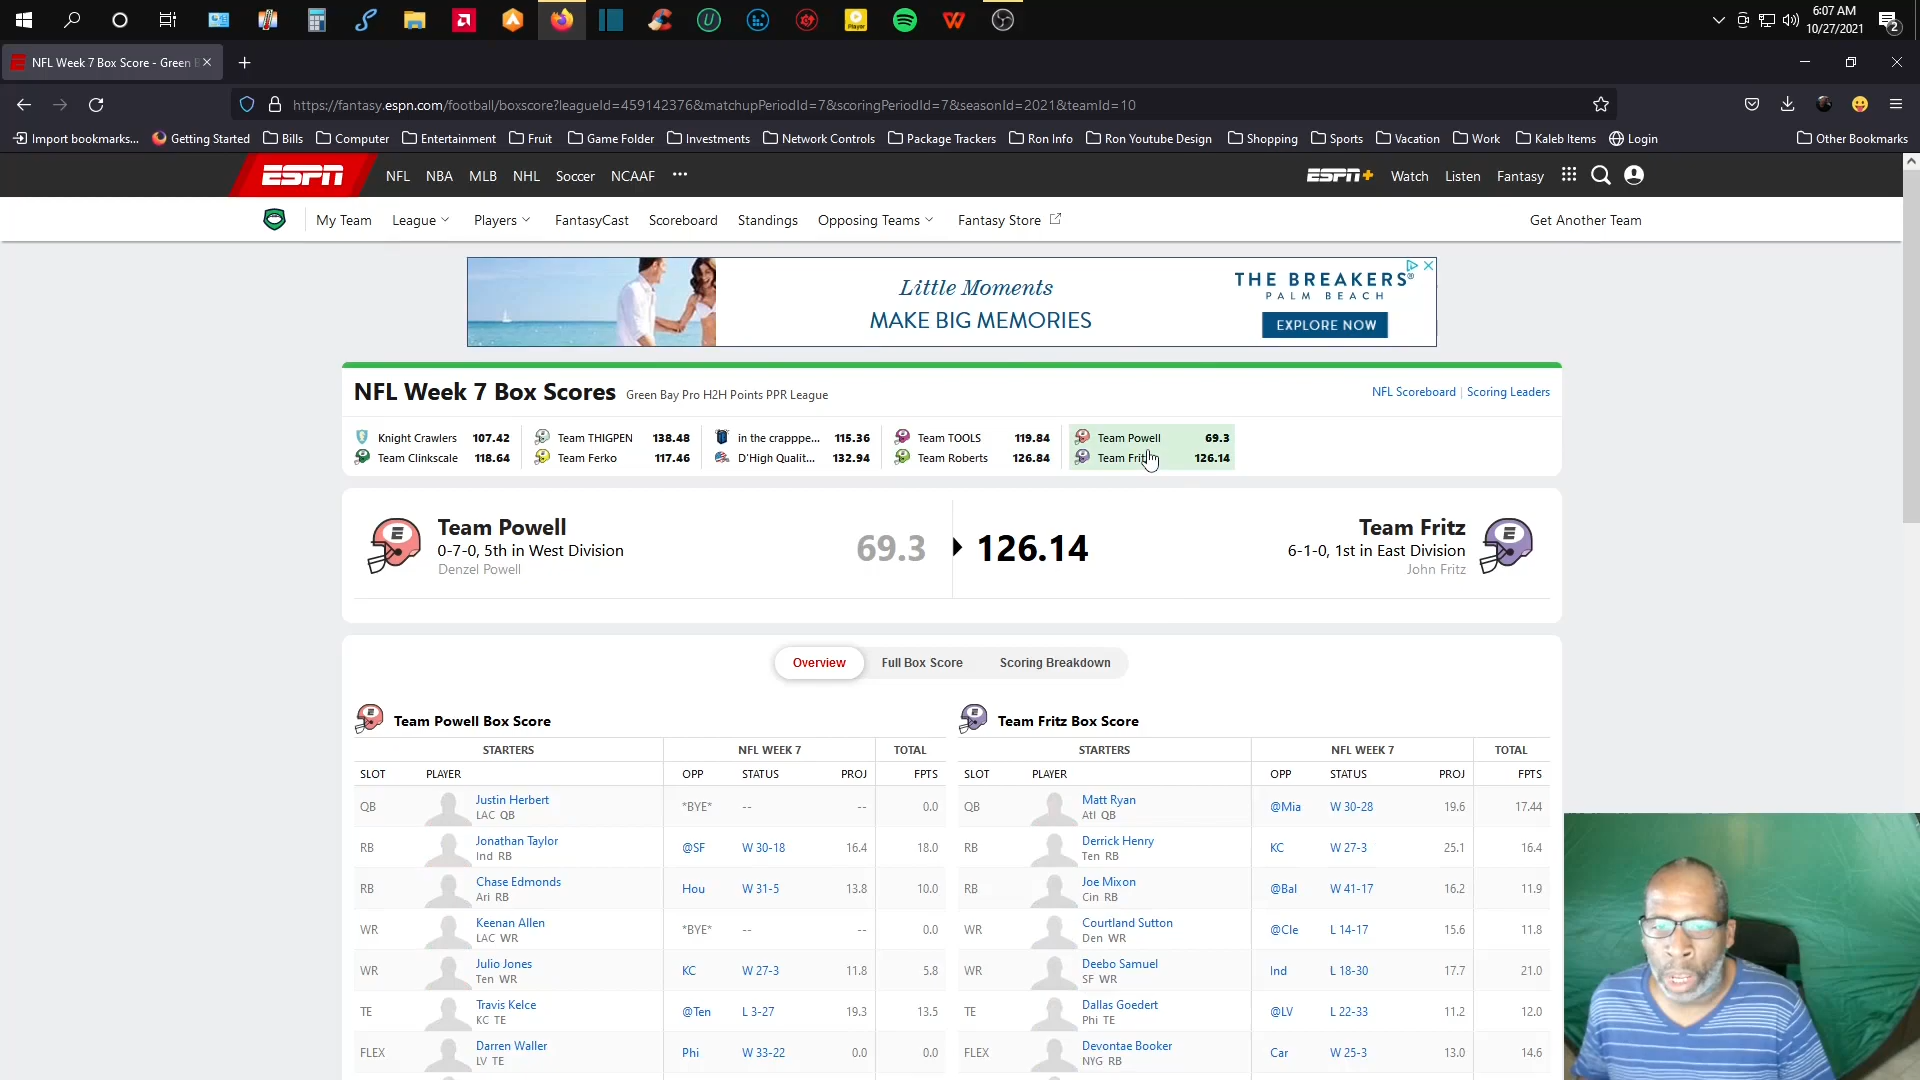 6:07 AM
10/27/2021
2
NFL Week 7 Box Score - Green
https://fantasy.espn.com/football/boxscore?leagueId=459142376&matchupPeriodId=7&scoringPeriodId=7&seasonId=2021&teamId=10
Import bookmarks... Getting Started Bills Computer Entertainment Fruit Game Folder Investments Network Controls Package Trackers Ron Info Ron Youtube Design Shopping Sports Vacation Work Kaleb Items Login Other Bookmarks
ESPN NFL NBA MLB NHL Soccer NCAAF ••• ESPN+ Watch Listen Fantasy
My Team League Players FantasyCast Scoreboard Standings Opposing Teams Fantasy Store Get Another Team
Little Moments
MAKE BIG MEMORIES
THE BREAKERS®
PALM BEACH
EXPLORE NOW
NFL Week 7 Box Scores Green Bay Pro H2H Points PPR League NFL Scoreboard | Scoring Leaders
Knight Crawlers 107.42 Team THIGPEN 138.48 in the crapppe... 115.36 Team TOOLS 119.84 Team Powell 69.3
Team Clinkscale 118.64 Team Ferko 117.46 D'High Qualit... 132.94 Team Roberts 126.84 Team Fritz 126.14
Team Powell
0-7-0, 5th in West Division
Denzel Powell
69.3 126.14
Team Fritz
6-1-0, 1st in East Division
John Fritz
Overview Full Box Score Scoring Breakdown
Team Powell Box Score
STARTERS NFL WEEK 7 TOTAL
SLOT PLAYER OPP STATUS PROJ FPTS
QB Justin Herbert *BYE* -- -- 0.0
LAC QB
RB Jonathan Taylor @SF W 30-18 16.4 18.0
Ind RB
RB Chase Edmonds Hou W 31-5 13.8 10.0
Ari RB
WR Keenan Allen *BYE* -- -- 0.0
LAC WR
WR Julio Jones KC W 27-3 11.8 5.8
Ten WR
TE Travis Kelce @Ten L 3-27 19.3 13.5
KC TE
FLEX Darren Waller Phi W 33-22 0.0 0.0
LV TE
Team Fritz Box Score
STARTERS NFL WEEK 7 TOTAL
SLOT PLAYER OPP STATUS PROJ FPTS
QB Matt Ryan @Mia W 30-28 19.6 17.44
Atl QB
RB Derrick Henry KC W 27-3 25.1 16.4
Ten RB
RB Joe Mixon @Bal W 41-17 16.2 11.9
Cin RB
WR Courtland Sutton @Cle L 14-17 15.6 11.8
Den WR
WR Deebo Samuel Ind L 18-30 17.7 21.0
SF WR
TE Dallas Goedert @LV L 22-33 11.2 12.0
Phi TE
FLEX Devontae Booker Car W 25-3 13.0 14.6
NYG RB